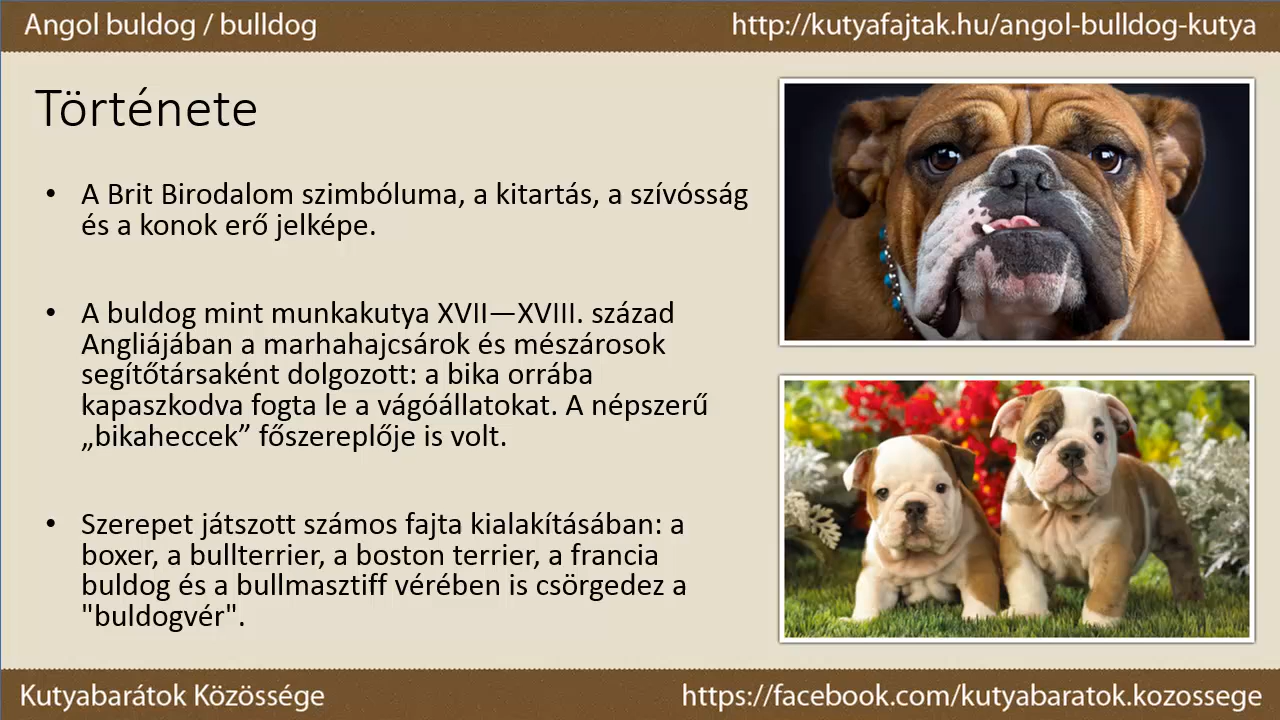 Angol buldog / bulldog
http://kutyafajtak.hu/angol-bulldog-kutya
Története
• A Brit Birodalom szimbóluma, a kitartás, a szívósság
és a konok erő jelképe.
• A buldog mint munkakutya XVII—XVIII. század
Angliájában a marhahajcsárok és mészárosok
segítőtársaként dolgozott: a bika orrába
kapaszkodva fogta le a vágóállatokat. A népszerű
„bikaheccek” főszereplője is volt.
• Szerepet játszott számos fajta kialakításában: a
boxer, a bullterrier, a boston terrier, a francia
buldog és a bullmasztiff vérében is csörgedez a
"buldogvér".
Kutyabarátok Közössége
https://facebook.com/kutyabaratok.kozossege